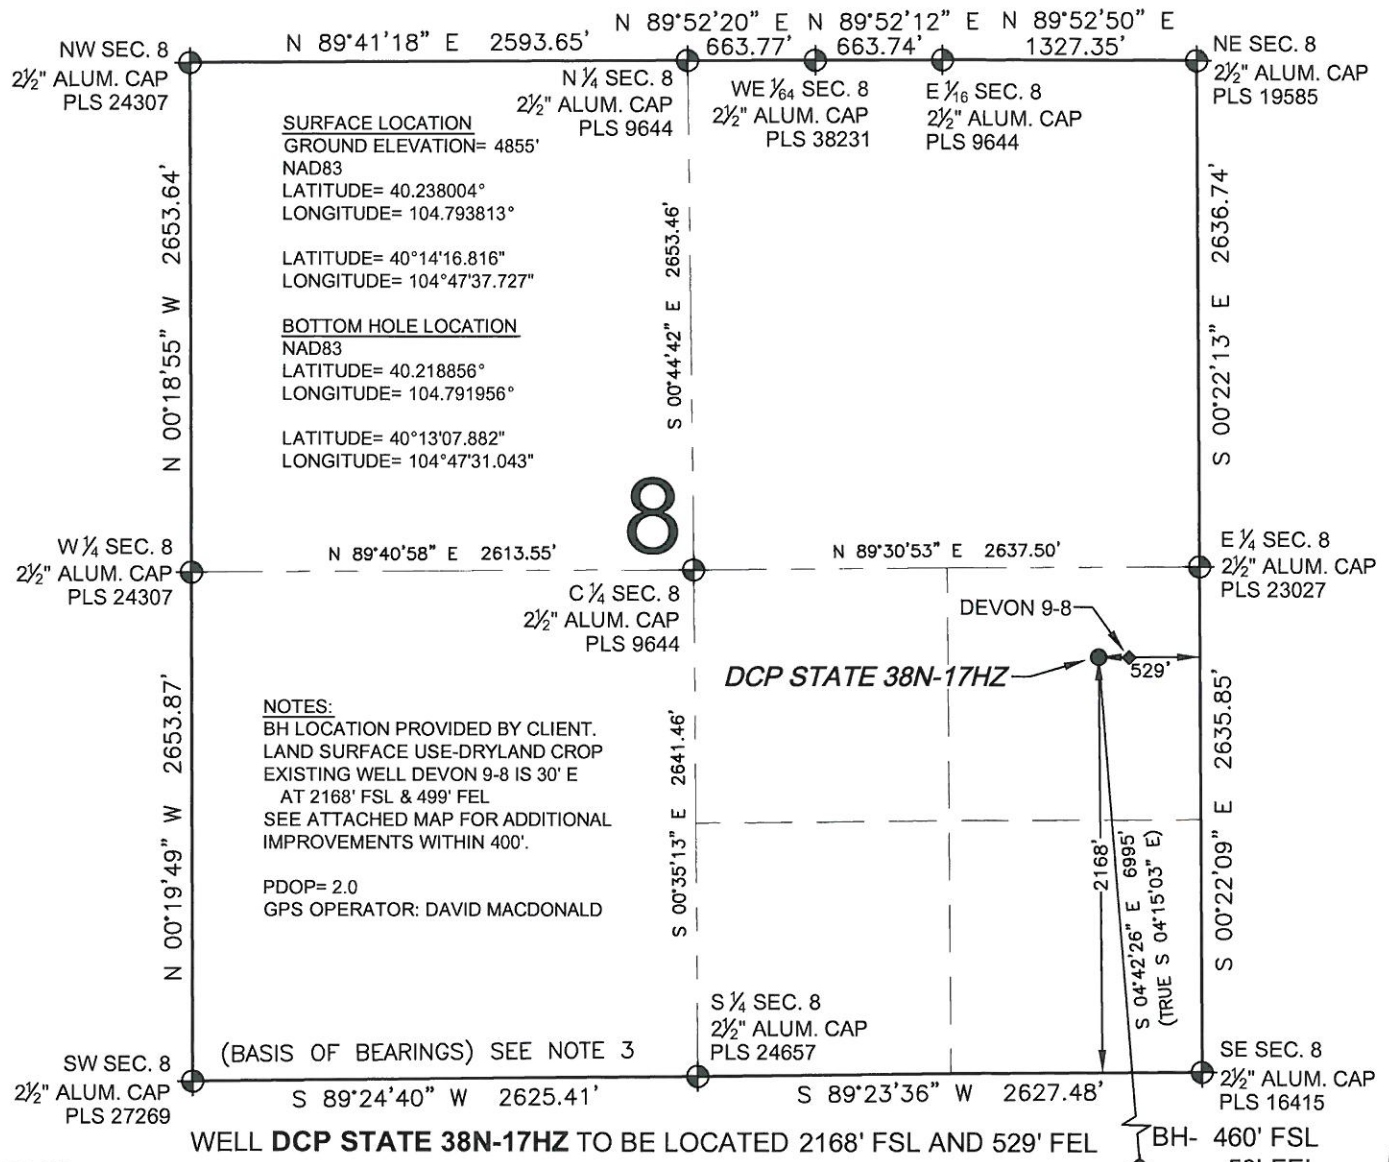 N 89°52'20" E N 89°52'12" E N 89°52'50" E
N 89°41'18" E 2593.65' 663.77' 663.74' 1327.35'
NW SEC. 8
2½" ALUM. CAP
PLS 24307
N ¼ SEC. 8
2½" ALUM. CAP
PLS 9644
WE 1⁄64 SEC. 8
2½" ALUM. CAP
PLS 38231
E 1⁄16 SEC. 8
2½" ALUM. CAP
PLS 9644
NE SEC. 8
2½" ALUM. CAP
PLS 19585
SURFACE LOCATION
GROUND ELEVATION= 4855'
NAD83
LATITUDE= 40.238004°
LONGITUDE= 104.793813°
LATITUDE= 40°14'16.816"
LONGITUDE= 104°47'37.727"
BOTTOM HOLE LOCATION
NAD83
LATITUDE= 40.218856°
LONGITUDE= 104.791956°
LATITUDE= 40°13'07.882"
LONGITUDE= 104°47'31.043"
N 00°18'55" W 2653.64'
S 00°44'42" E 2653.46'
S 00°22'13" E 2636.74'
8
W ¼ SEC. 8
2½" ALUM. CAP
PLS 24307
N 89°40'58" E 2613.55'
N 89°30'53" E 2637.50'
C ¼ SEC. 8
2½" ALUM. CAP
PLS 9644
E ¼ SEC. 8
2½" ALUM. CAP
PLS 23027
DEVON 9-8
529'
DCP STATE 38N-17HZ
NOTES:
BH LOCATION PROVIDED BY CLIENT.
LAND SURFACE USE-DRYLAND CROP
EXISTING WELL DEVON 9-8 IS 30' E
AT 2168' FSL & 499' FEL
SEE ATTACHED MAP FOR ADDITIONAL
IMPROVEMENTS WITHIN 400'.
PDOP= 2.0
GPS OPERATOR: DAVID MACDONALD
N 00°19'49" W 2653.87'
S 00°35'13" E 2641.46'
2168'
S 04°42'26" E 6995'
(TRUE S 04°15'03" E)
S 00°22'09" E 2635.85'
S ¼ SEC. 8
2½" ALUM. CAP
PLS 24657
SW SEC. 8
2½" ALUM. CAP
PLS 27269
(BASIS OF BEARINGS) SEE NOTE 3
S 89°24'40" W 2625.41'
S 89°23'36" W 2627.48'
SE SEC. 8
2½" ALUM. CAP
PLS 16415
WELL DCP STATE 38N-17HZ TO BE LOCATED 2168' FSL AND 529' FEL
BH- 460' FSL